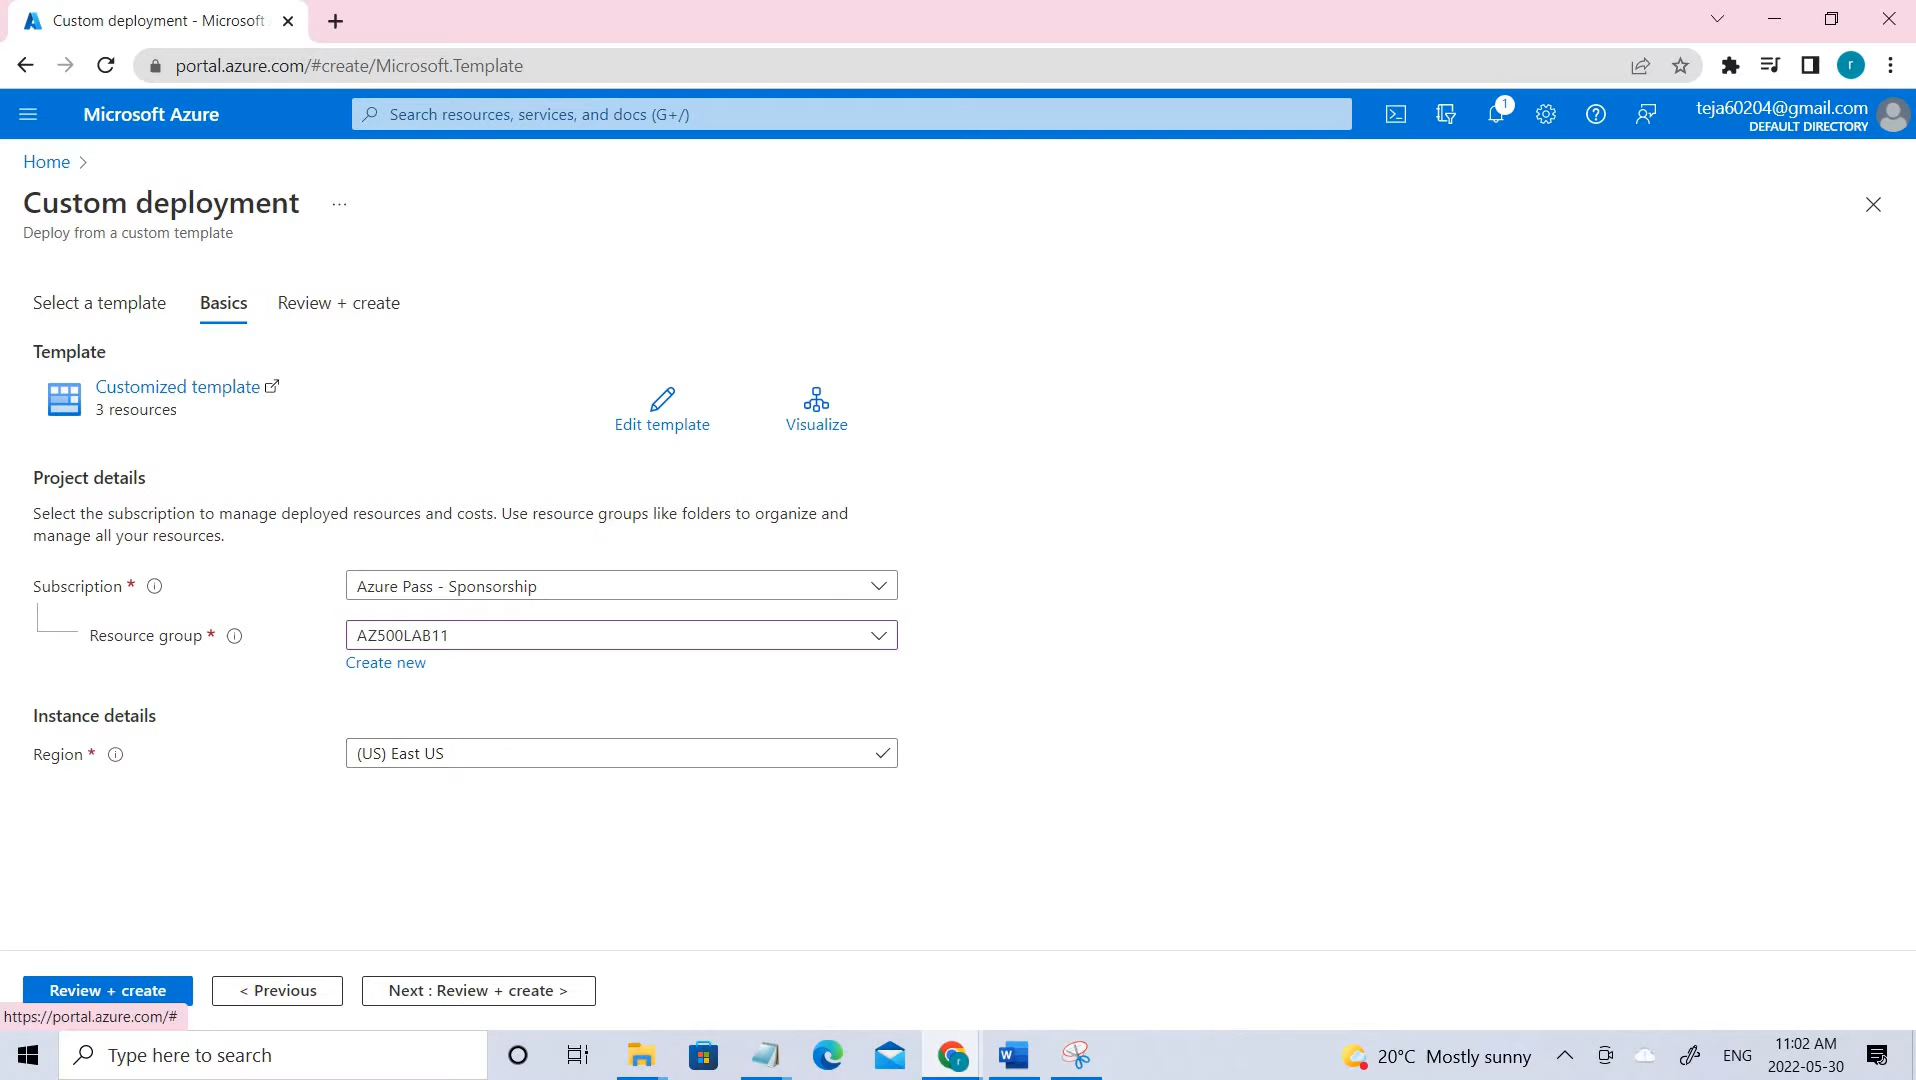 Custom deployment - Microsoft
portal.azure.com/#create/Microsoft.Template
r
Microsoft Azure
Search resources, services, and docs (G+/)
1
teja60204@gmail.com
DEFAULT DIRECTORY
Home >
Custom deployment ...
Deploy from a custom template
Select a template
Basics
Review + create
Template
Customized template
3 resources
Edit template
Visualize
Project details
Select the subscription to manage deployed resources and costs. Use resource groups like folders to organize and
manage all your resources.
Subscription *
Azure Pass - Sponsorship
Resource group *
AZ500LAB11
Create new
Instance details
Region *
(US) East US
Review + create
< Previous
Next : Review + create >
https://portal.azure.com/#
Type here to search
20°C Mostly sunny
ENG
11:02 AM
2022-05-30